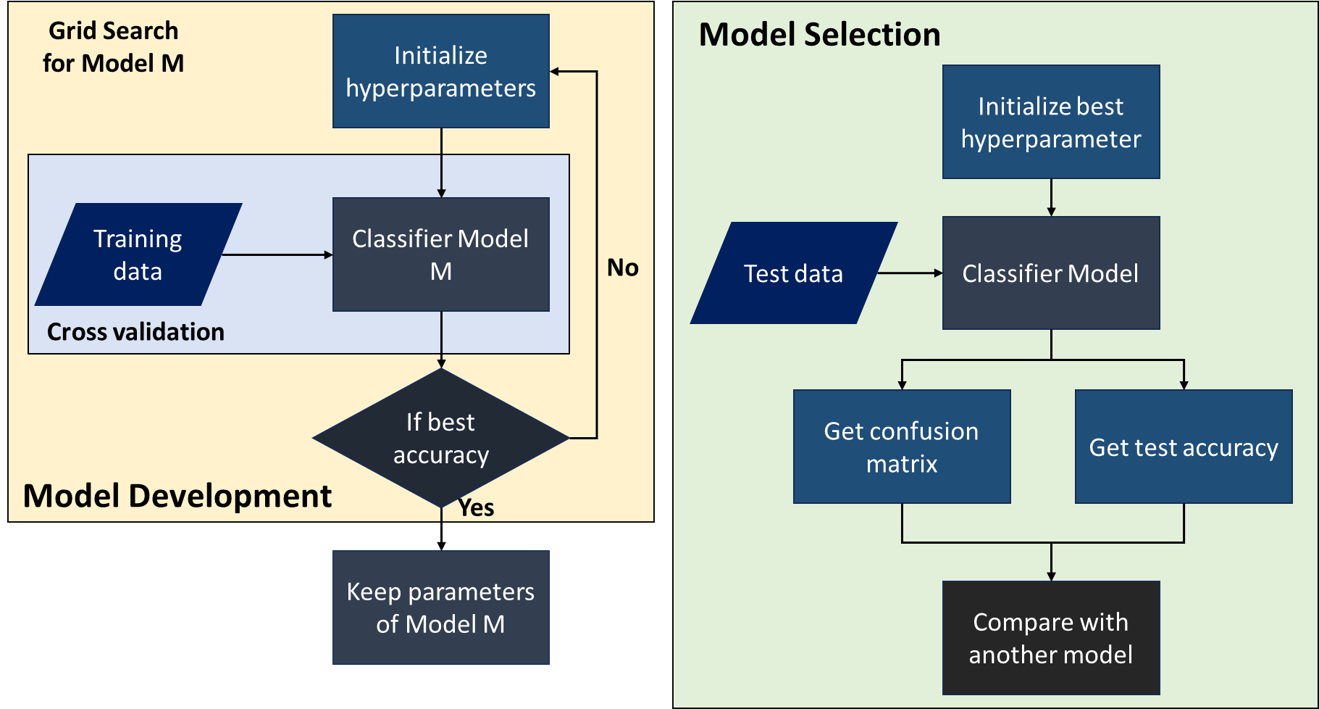 Grid Search
for Model M
Initialize
hyperparameters
Training
data
Classifier Model
M
Cross validation
No
If best
accuracy
Model Development
Yes
Keep parameters
of Model M
Model Selection
Initialize best
hyperparameter
Test data
Classifier Model
Get confusion
matrix
Get test accuracy
Compare with
another model